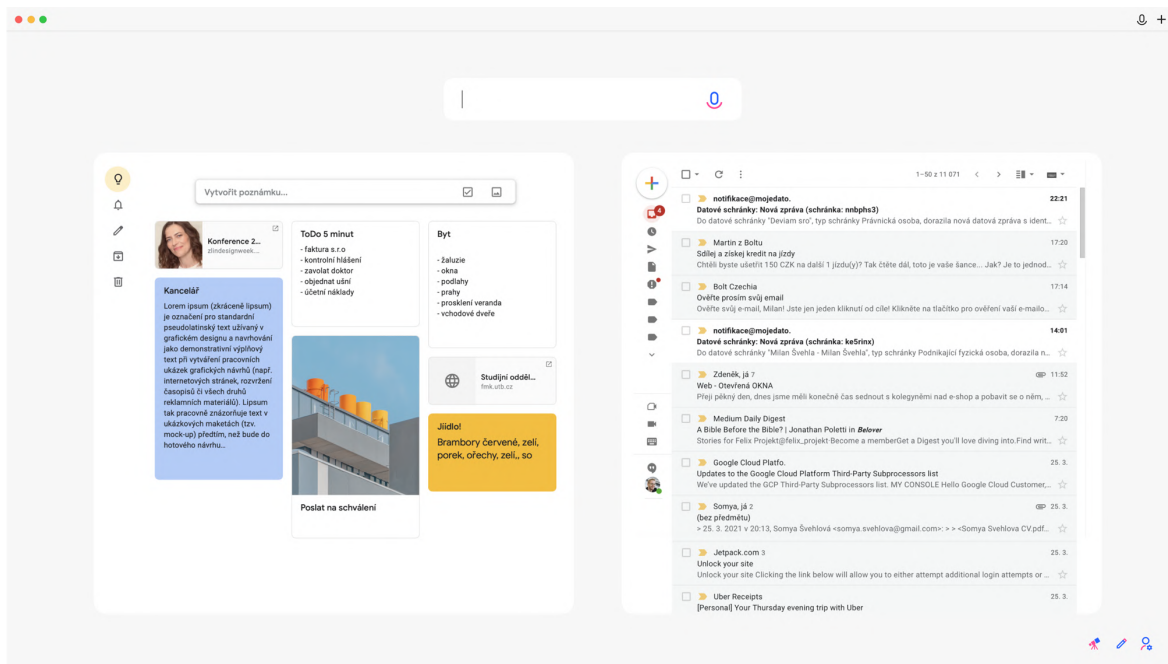 Vytvořit poznámku...
Konference 2...
zlindesignweek...
Kancelář
Lorem ipsum (zkráceně lipsum)
je označení pro standardní
pseudolatinský text užívaný v
grafickém designu a navrhování
jako demonstrativní výplňový
text při vytváření pracovních
ukázek grafických návrhů (např.
internetových stránek, rozvržení
časopisů či všech druhů
reklamních materiálů). Lipsum
tak pracovně znázorňuje text v
ukázkových maketách (tzv.
mock-up) předtím, než bude do
hotového návrhu...
ToDo 5 minut
- faktura s.r.o
- kontrolní hlášení
- zavolat doktor
- objednat ušní
- účetní náklady
Poslat na schválení
Byt
- žaluzie
- okna
- podlahy
- prahy
- prosklení veranda
- vchodové dveře
Studijní odděl...
fmk.utb.cz
Jiídlo!
Brambory červené, zelí,
porek, ořechy, zelí,, so
1–50 z 11 071
4
notifikace@mojedato. 22:21
Datové schránky: Nová zpráva (schránka: nnbphs3)
Do datové schránky "Deviam sro", typ schránky Právnická osoba, dorazila nová datová zpráva s ident...
Martin z Boltu 17:20
Sdílej a získej kredit na jízdy
Chtěli byste ušetřit 150 CZK na další 1 jízdu(y)? Tak čtěte dál, toto je vaše šance... Jak? Je to jednod...
Bolt Czechia 17:14
Ověřte prosím svůj email
Ověřte svůj e-mail, Milan! Jste jen jeden kliknutí od cíle! Klikněte na tlačítko pro ověření vaší e-mailo...
notifikace@mojedato. 14:01
Datové schránky: Nová zpráva (schránka: ke5rinx)
Do datové schránky "Milan Švehla - Milan Švehla", typ schránky Podnikající fyzická osoba, dorazila n...
Zdeněk, já 7 11:52
Web - Otevřená OKNA
Přeji pěkný den, dnes jsme měli konečně čas sednout s kolegyněmi nad e-shop a pobavit se o něm, ...
Medium Daily Digest 7:20
A Bible Before the Bible? | Jonathan Poletti in Belover
Stories for Felix Projekt@felix_projekt·Become a memberGet a Digest you'll love diving into.Find writ...
Google Cloud Platfo. 25. 3.
Updates to the Google Cloud Platform Third-Party Subprocessors list
We've updated the GCP Third-Party Subprocessors list. MY CONSOLE Hello Google Cloud Customer,...
Somya, já 2 25. 3.
(bez předmětu)
> 25. 3. 2021 v 20:13, Somya Švehlová <somya.svehlova@gmail.com>: > > <Somya Svehlova CV.pdf...
Jetpack.com 3 25. 3.
Unlock your site
Unlock your site Clicking the link below will allow you to either attempt additional login attempts or ...
Uber Receipts 25. 3.
[Personal] Your Thursday evening trip with Uber